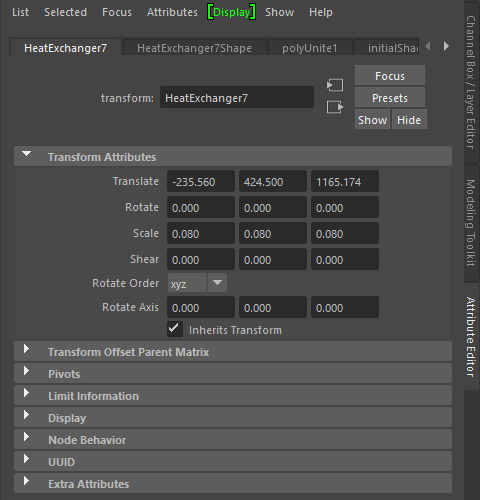 List Selected Focus Attributes [Display] Show Help
HeatExchanger7 HeatExchanger7Shape polyUnite1 initialShad
Focus
transform: HeatExchanger7 Presets
Show Hide
Transform Attributes
Translate -235.560 424.500 1165.174
Rotate 0.000 0.000 0.000
Scale 0.080 0.080 0.080
Shear 0.000 0.000 0.000
Rotate Order xyz
Rotate Axis 0.000 0.000 0.000
Inherits Transform
Transform Offset Parent Matrix
Pivots
Limit Information
Display
Node Behavior
UUID
Extra Attributes
Channel Box / Layer Editor
Modeling Toolkit
Attribute Editor